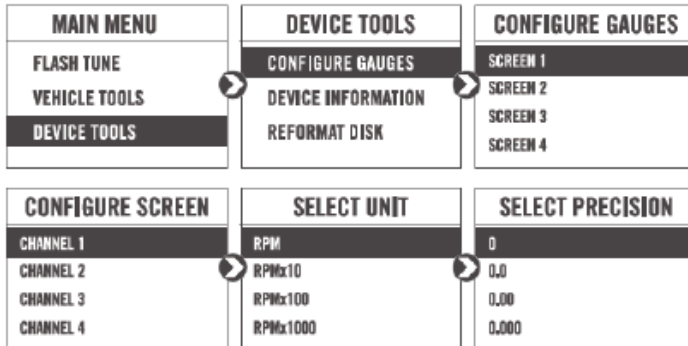 MAIN MENU
FLASH TUNE
VEHICLE TOOLS
DEVICE TOOLS
DEVICE TOOLS
CONFIGURE GAUGES
DEVICE INFORMATION
REFORMAT DISK
CONFIGURE GAUGES
SCREEN 1
SCREEN 2
SCREEN 3
SCREEN 4
CONFIGURE SCREEN
CHANNEL 1
CHANNEL 2
CHANNEL 3
CHANNEL 4
SELECT UNIT
RPM
RPMx10
RPMx100
RPMx1000
SELECT PRECISION
0
0.0
0.00
0.000